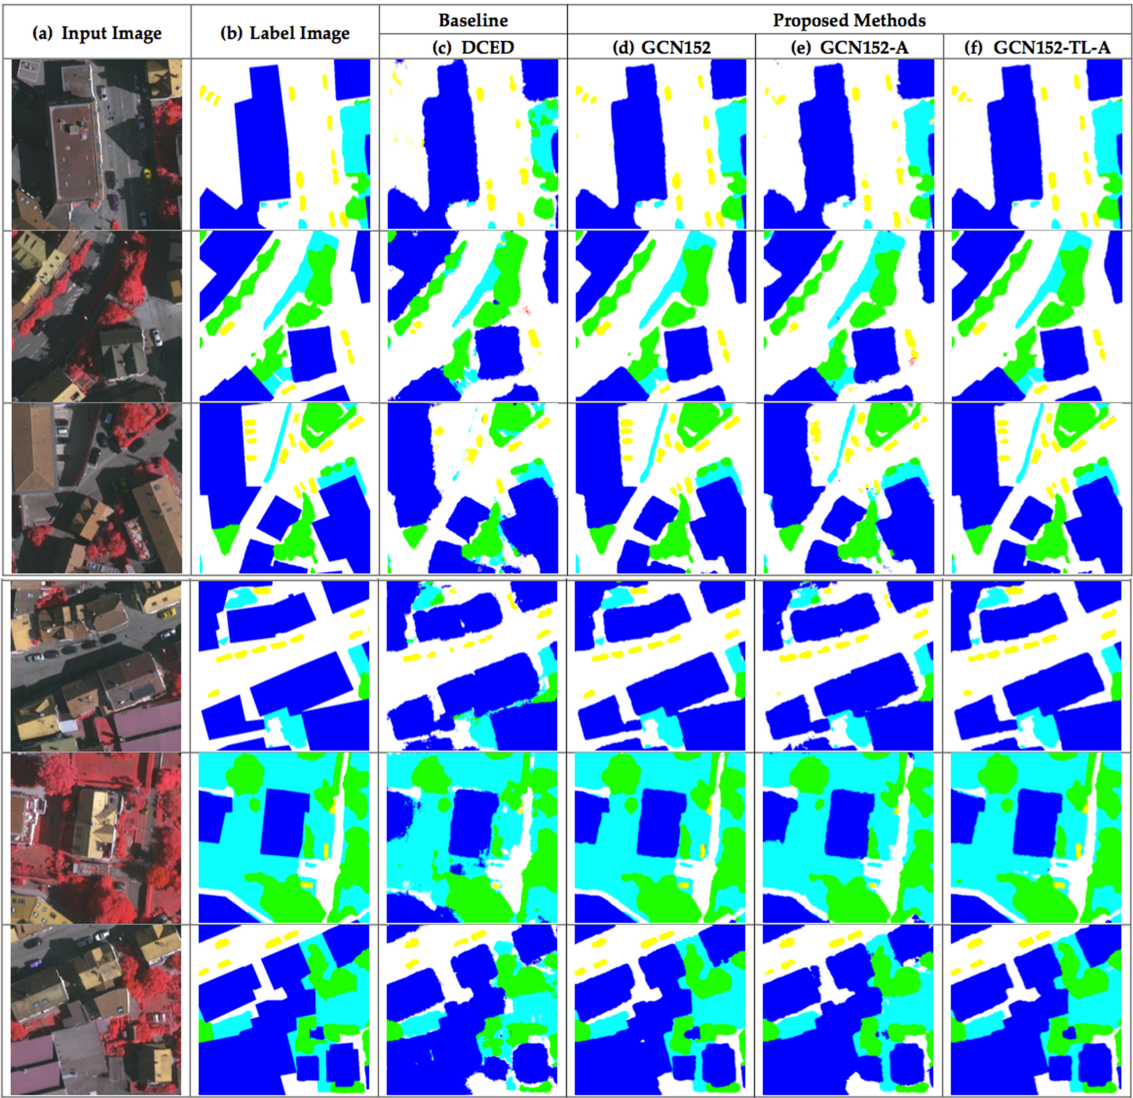 Baseline
Proposed Methods
(a) Input Image
(b) Label Image
(c) DCED
(d) GCN152
(e) GCN152-A
(f) GCN152-TL-A